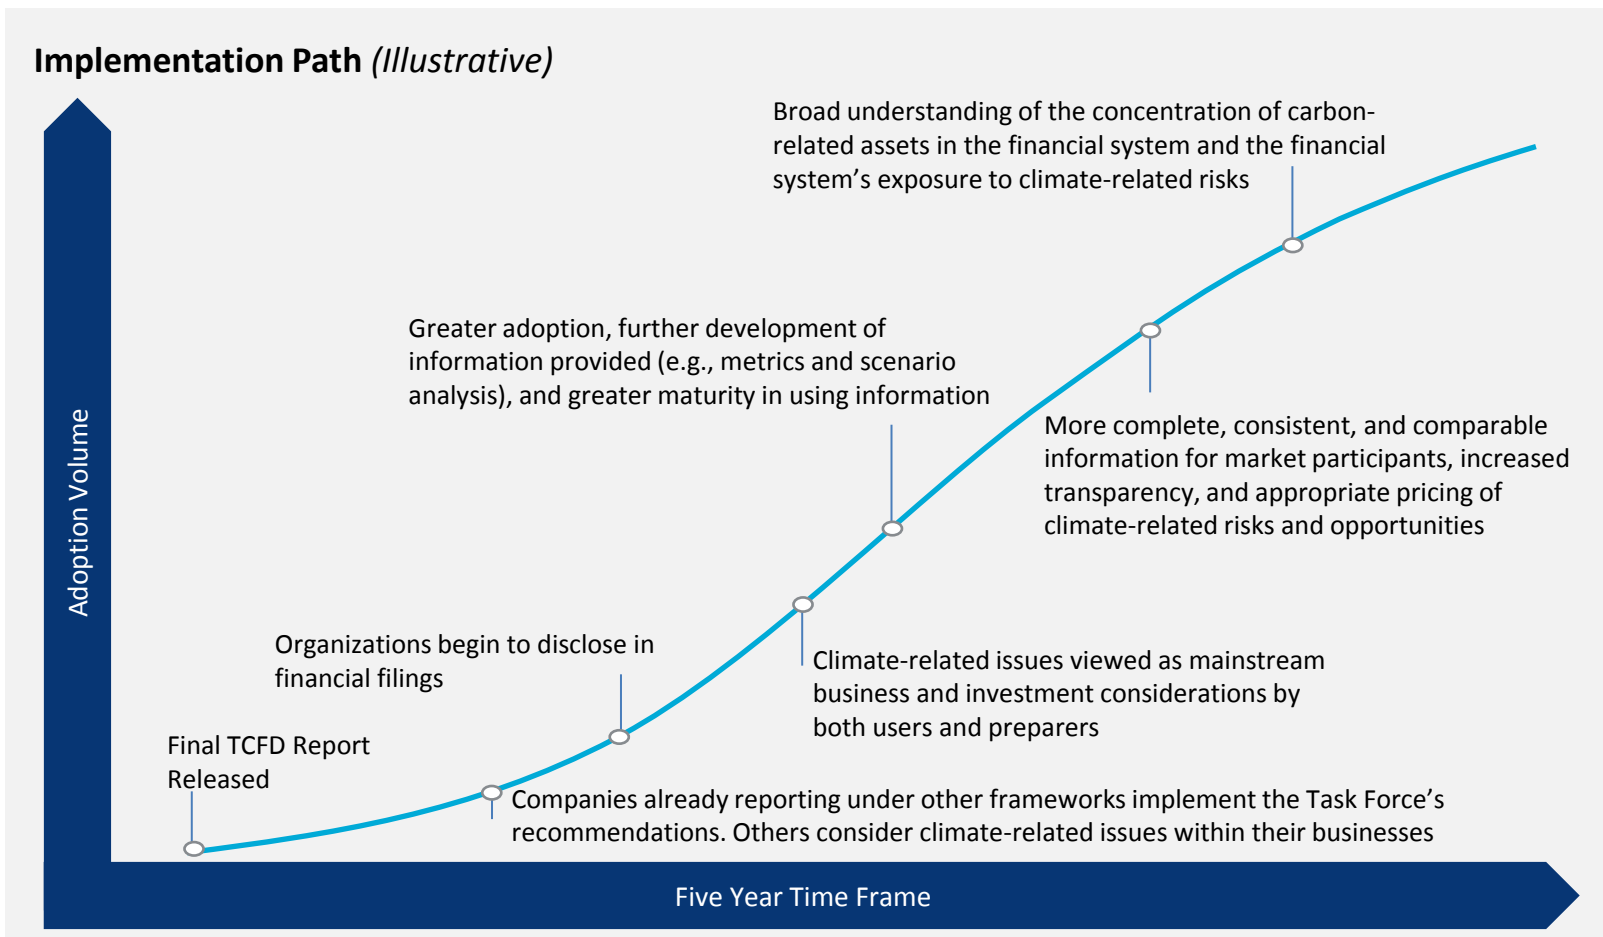 Implementation Path (Illustrative)
Broad understanding of the concentration of carbon-
related assets in the financial system and the financial
system’s exposure to climate-related risks
Greater adoption, further development of
information provided (e.g., metrics and scenario
analysis), and greater maturity in using information
More complete, consistent, and comparable
information for market participants, increased
transparency, and appropriate pricing of
climate-related risks and opportunities
Adoption Volume
Organizations begin to disclose in
financial filings
Climate-related issues viewed as mainstream
business and investment considerations by
both users and preparers
Final TCFD Report
Released
Companies already reporting under other frameworks implement the Task Force’s
recommendations. Others consider climate-related issues within their businesses
Five Year Time Frame